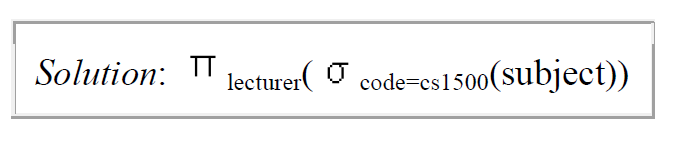 Solution: π lecturer( σ code=cs1500(subject))